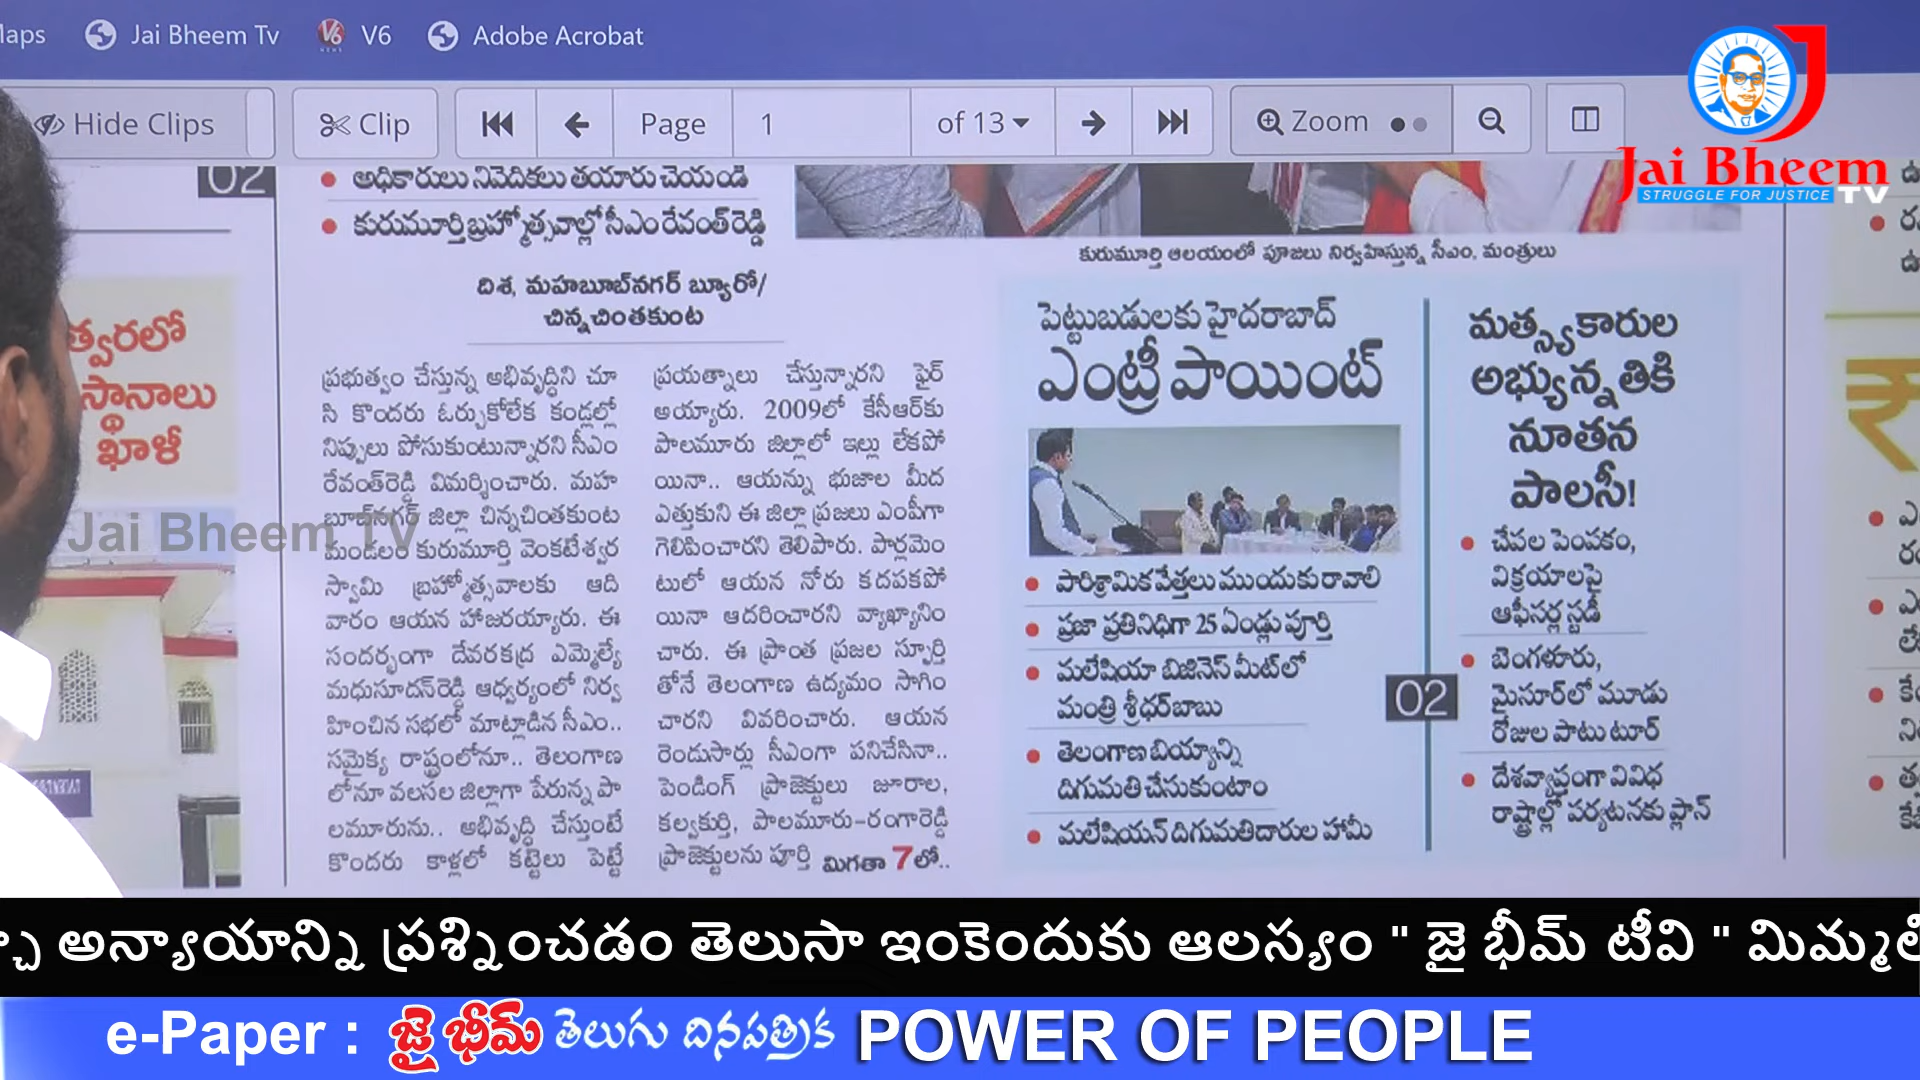 Jai Bheem Tv
V6
Adobe Acrobat
Hide Clips
Clip
Page
1
of 13
Zoom
Jai Bheem
STRUGGLE FOR JUSTICE TV
02
అధికారులు నివేదికలు తయారు చేయండి
కురుమూర్తి బ్రహ్మోత్సవాల్లో సీఎం రేవంత్‌రెడ్డి
కురుమూర్తి ఆలయంలో పూజలు నిర్వహిస్తున్న సీఎం, మంత్రులు
దిశ, మహబూబ్‌నగర్ బ్యూరో/
చిన్నచింతకుంట
ప్రభుత్వం చేస్తున్న అభివృద్ధిని చూ
సి కొందరు ఓర్చుకోలేక కండ్లల్లో
నిప్పులు పోసుకుంటున్నారని సీఎం
రేవంత్‌రెడ్డి విమర్శించారు. మహ
బూబ్‌నగర్ జిల్లా చిన్నచింతకుంట
మండలం కురుమూర్తి వెంకటేశ్వర
స్వామి బ్రహ్మోత్సవాలకు ఆది
వారం ఆయన హాజరయ్యారు. ఈ
సందర్భంగా దేవరకద్ర ఎమ్మెల్యే
మధుసూదన్‌రెడ్డి ఆధ్వర్యంలో నిర్వ
హించిన సభలో మాట్లాడిన సీఎం..
సమైక్య రాష్ట్రంలోనూ.. తెలంగాణ
లోనూ వలసల జిల్లాగా పేరున్న పా
లమూరును.. అభివృద్ధి చేస్తుంటే
కొందరు కాళ్లలో కట్టెలు పెట్టే
ప్రయత్నాలు చేస్తున్నారని ఫైర్
అయ్యారు. 2009లో కేసీఆర్‌కు
పాలమూరు జిల్లాలో ఇల్లు లేకపో
యినా.. ఆయన్ను భుజాల మీద
ఎత్తుకుని ఈ జిల్లా ప్రజలు ఎంపీగా
గెలిపించారని తెలిపారు. పార్లమెం
టులో ఆయన నోరు కదపకపో
యినా ఆదరించారని వ్యాఖ్యానిం
చారు. ఈ ప్రాంత ప్రజల స్ఫూర్తి
తోనే తెలంగాణ ఉద్యమం సాగిం
చారని వివరించారు. ఆయన
రెండుసార్లు సీఎంగా పనిచేసినా..
పెండింగ్ ప్రాజెక్టులు జూరాల,
కల్వకుర్తి, పాలమూరు-రంగారెడ్డి
ప్రాజెక్టులను పూర్తి మిగతా 7లో..
పెట్టుబడులకు హైదరాబాద్
ఎంట్రీ పాయింట్
పారిశ్రామికవేత్తలు ముందుకు రావాలి
ప్రజా ప్రతినిధిగా 25 ఏండ్లు పూర్తి
మలేషియా బిజినెస్ మీట్‌లో
మంత్రి శ్రీధర్‌బాబు
తెలంగాణ బియ్యాన్ని
దిగుమతి చేసుకుంటాం
మలేషియన్ దిగుమతిదారుల హామీ
02
మత్స్యకారుల
అభ్యున్నతికి
నూతన
పాలసీ!
చేపల పెంపకం,
విక్రయాలపై
ఆఫీసర్ల స్టడీ
బెంగళూరు,
మైసూర్‌లో మూడు
రోజుల పాటు టూర్
దేశవ్యాప్తంగా వివిధ
రాష్ట్రాల్లో పర్యటనకు ప్లాన్
స్థానాలు
ఖాళీ
Jai Bheem TV
అన్యాయాన్ని ప్రశ్నించడం తెలుసా ఇంకెందుకు ఆలస్యం " జై భీమ్ టీవి "
e-Paper : జై భీమ్ తెలుగు దినపత్రిక POWER OF PEOPLE